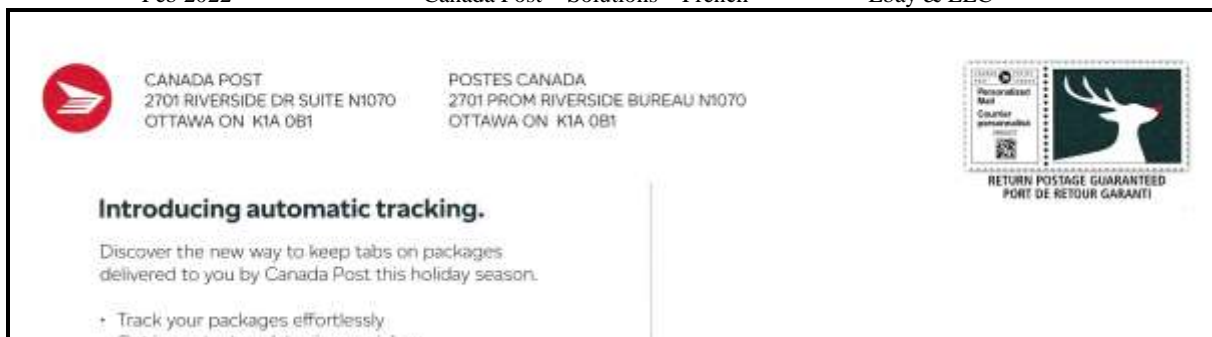 Feb 2022 Canada Post – Solutions – French Ebay & LLC
CANADA POST
2701 RIVERSIDE DR SUITE N1070
OTTAWA ON K1A 0B1
POSTES CANADA
2701 PROM RIVERSIDE BUREAU N1070
OTTAWA ON K1A 0B1
Personalized
Mail
Courrier
personnalisé
RETURN POSTAGE GUARANTEED
PORT DE RETOUR GARANTI
Introducing automatic tracking.
Discover the new way to keep tabs on packages
delivered to you by Canada Post this holiday season.
• Track your packages effortlessly